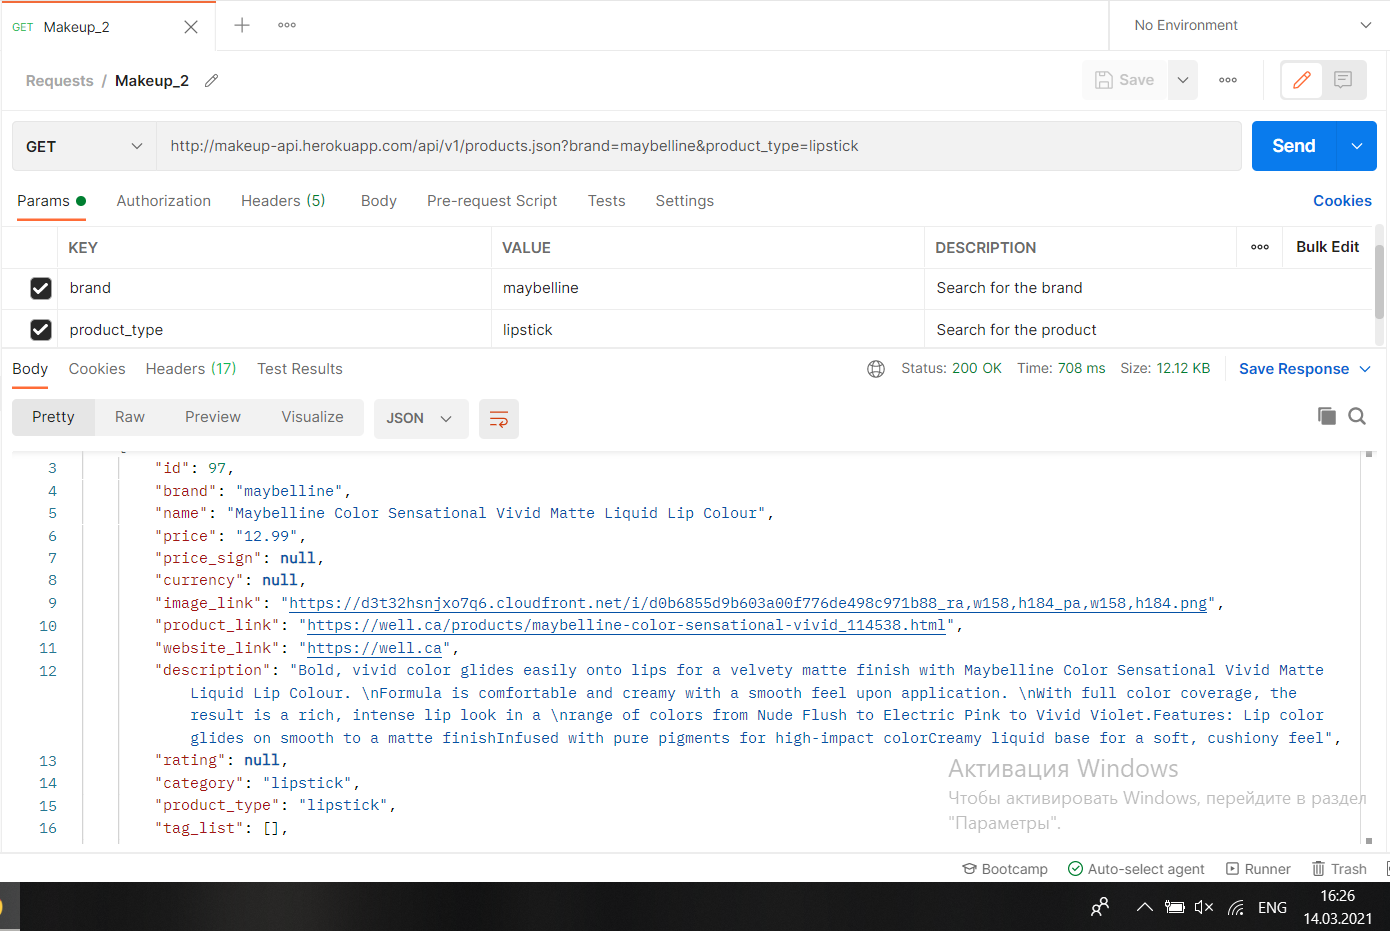 GET Makeup_2
No Environment
Requests / Makeup_2
Save
GET http://makeup-api.herokuapp.com/api/v1/products.json?brand=maybelline&product_type=lipstick Send
Params Authorization Headers (5) Body Pre-request Script Tests Settings Cookies
KEY VALUE DESCRIPTION Bulk Edit
brand maybelline Search for the brand
product_type lipstick Search for the product
Body Cookies Headers (17) Test Results Status: 200 OK Time: 708 ms Size: 12.12 KB Save Response
Pretty Raw Preview Visualize JSON
3 "id": 97,
4 "brand": "maybelline",
5 "name": "Maybelline Color Sensational Vivid Matte Liquid Lip Colour",
6 "price": "12.99",
7 "price_sign": null,
8 "currency": null,
9 "image_link": "https://d3t32hsnjxo7q6.cloudfront.net/i/d0b6855d9b603a00f776de498c971b88_ra,w158,h184_pa,w158,h184.png",
10 "product_link": "https://well.ca/products/maybelline-color-sensational-vivid_114538.html",
11 "website_link": "https://well.ca",
12 "description": "Bold, vivid color glides easily onto lips for a velvety matte finish with Maybelline Color Sensational Vivid Matte
Liquid Lip Colour. \nFormula is comfortable and creamy with a smooth feel upon application. \nWith full color coverage, the
result is a rich, intense lip look in a \nrange of colors from Nude Flush to Electric Pink to Vivid Violet.Features: Lip color
glides on smooth to a matte finishInfused with pure pigments for high-impact colorCreamy liquid base for a soft, cushiony feel",
13 "rating": null,
14 "category": "lipstick",
15 "product_type": "lipstick",
16 "tag_list": [],
Активация Windows
Чтобы активировать Windows, перейдите в раздел
"Параметры".
Bootcamp Auto-select agent Runner Trash
ENG
16:26
14.03.2021